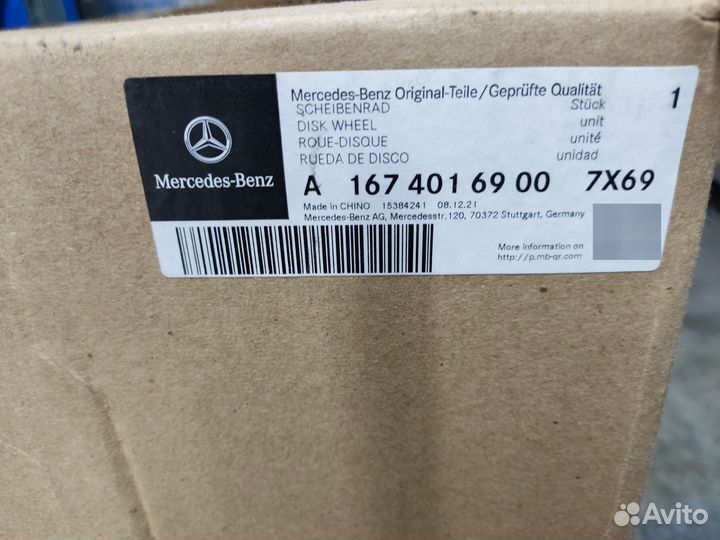 Mercedes-Benz
Mercedes-Benz Original-Teile/Geprüfte Qualität
SCHEIBENRAD Stück 1
DISK WHEEL unit
ROUE-DISQUE unité
RUEDA DE DISCO unidad
A 167 401 69 00 7X69
Made in CHINO 15384241 08.12.21
Mercedes-Benz AG, Mercedesstr.120, 70372 Stuttgart, Germany
More information on
http://p.mb-qr.com
Avito